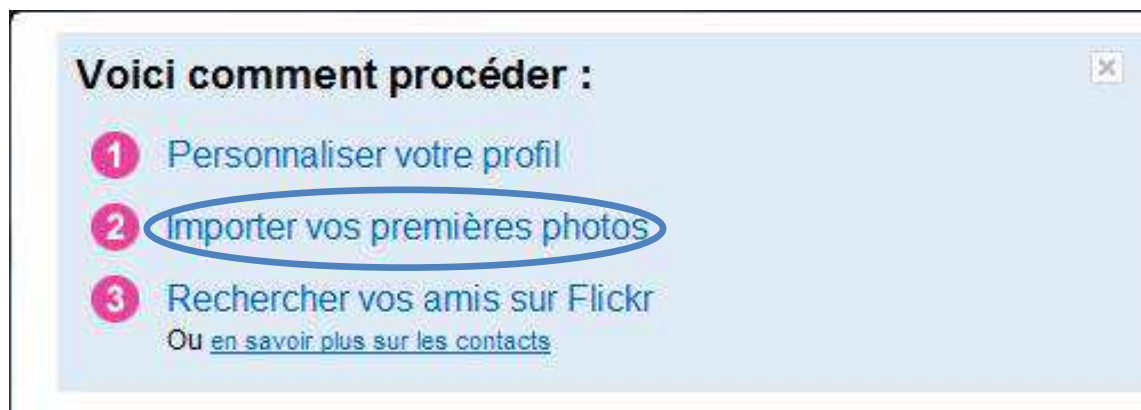 Voici comment procéder :
1 Personnaliser votre profil
2 Importer vos premières photos
3 Rechercher vos amis sur Flickr
Ou en savoir plus sur les contacts